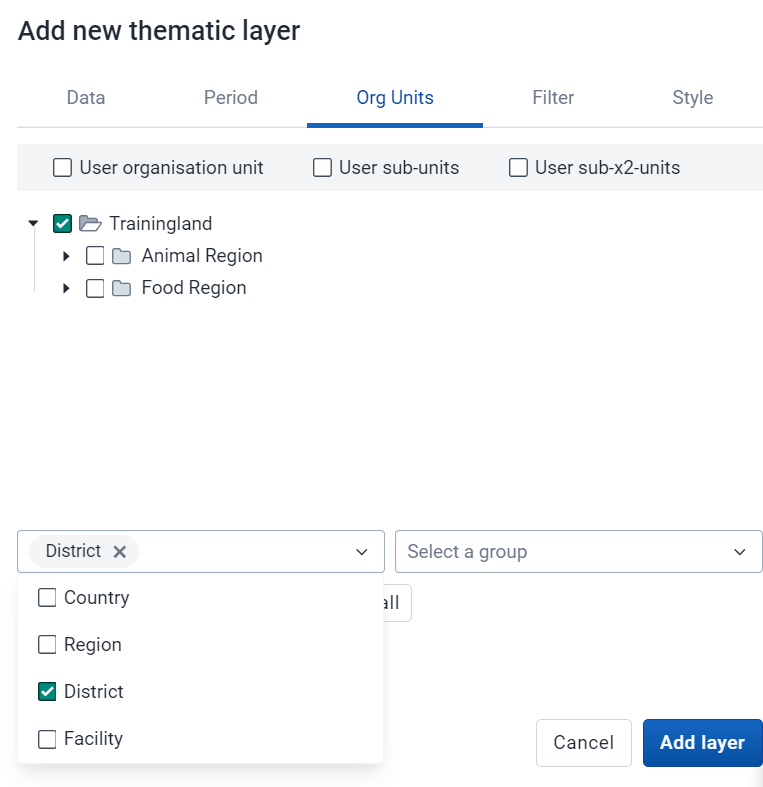 Add new thematic layer
Data Period Org Units Filter Style
User organisation unit User sub-units User sub-x2-units
Trainingland
Animal Region
Food Region
District Select a group
Country
all
Region
District
Facility
Cancel Add layer